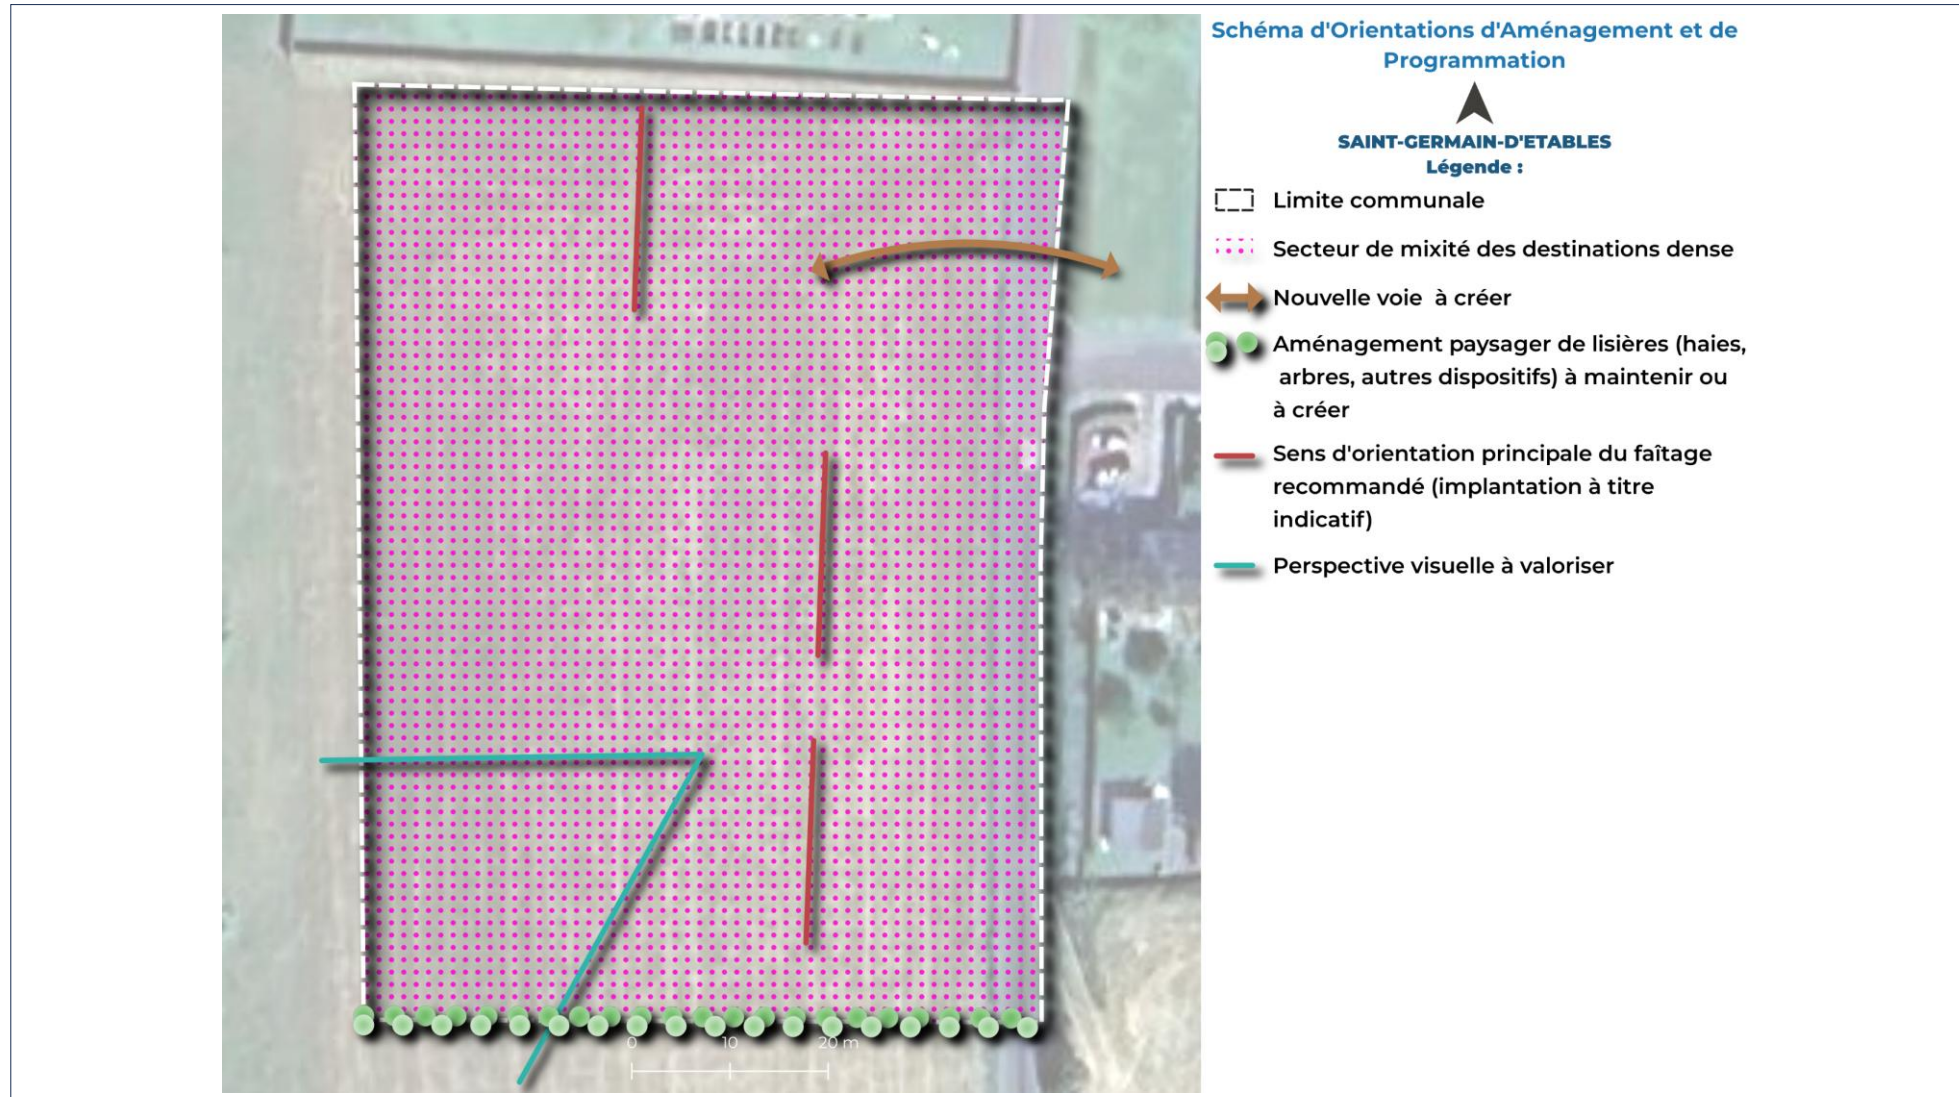 Schéma d'Orientations d'Aménagement et de
Programmation
SAINT-GERMAIN-D'ETABLES
Légende :
Limite communale
Secteur de mixité des destinations dense
Nouvelle voie à créer
Aménagement paysager de lisières (haies,
arbres, autres dispositifs) à maintenir ou
à créer
Sens d'orientation principale du faîtage
recommandé (implantation à titre
indicatif)
Perspective visuelle à valoriser
0 10 20 m